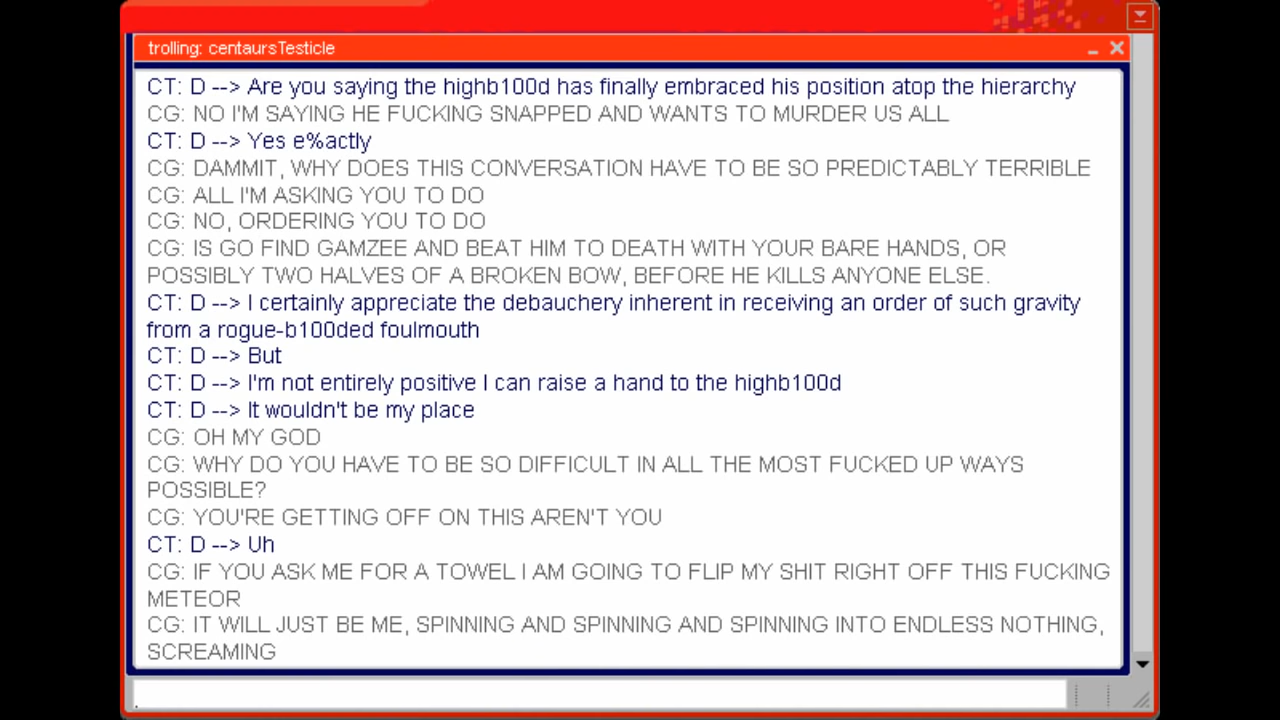 trolling: centaursTesticle
CT: D --> Are you saying the highb100d has finally embraced his position atop the hierarchy
CG: NO I'M SAYING HE FUCKING SNAPPED AND WANTS TO MURDER US ALL
CT: D --> Yes e%actly
CG: DAMMIT, WHY DOES THIS CONVERSATION HAVE TO BE SO PREDICTABLY TERRIBLE
CG: ALL I'M ASKING YOU TO DO
CG: NO, ORDERING YOU TO DO
CG: IS GO FIND GAMZEE AND BEAT HIM TO DEATH WITH YOUR BARE HANDS, OR
POSSIBLY TWO HALVES OF A BROKEN BOW, BEFORE HE KILLS ANYONE ELSE.
CT: D --> I certainly appreciate the debauchery inherent in receiving an order of such gravity
from a rogue-b100ded foulmouth
CT: D --> But
CT: D --> I'm not entirely positive I can raise a hand to the highb100d
CT: D --> It wouldn't be my place
CG: OH MY GOD
CG: WHY DO YOU HAVE TO BE SO DIFFICULT IN ALL THE MOST FUCKED UP WAYS
POSSIBLE?
CG: YOU'RE GETTING OFF ON THIS AREN'T YOU
CT: D --> Uh
CG: IF YOU ASK ME FOR A TOWEL I AM GOING TO FLIP MY SHIT RIGHT OFF THIS FUCKING
METEOR
CG: IT WILL JUST BE ME, SPINNING AND SPINNING AND SPINNING INTO ENDLESS NOTHING,
SCREAMING